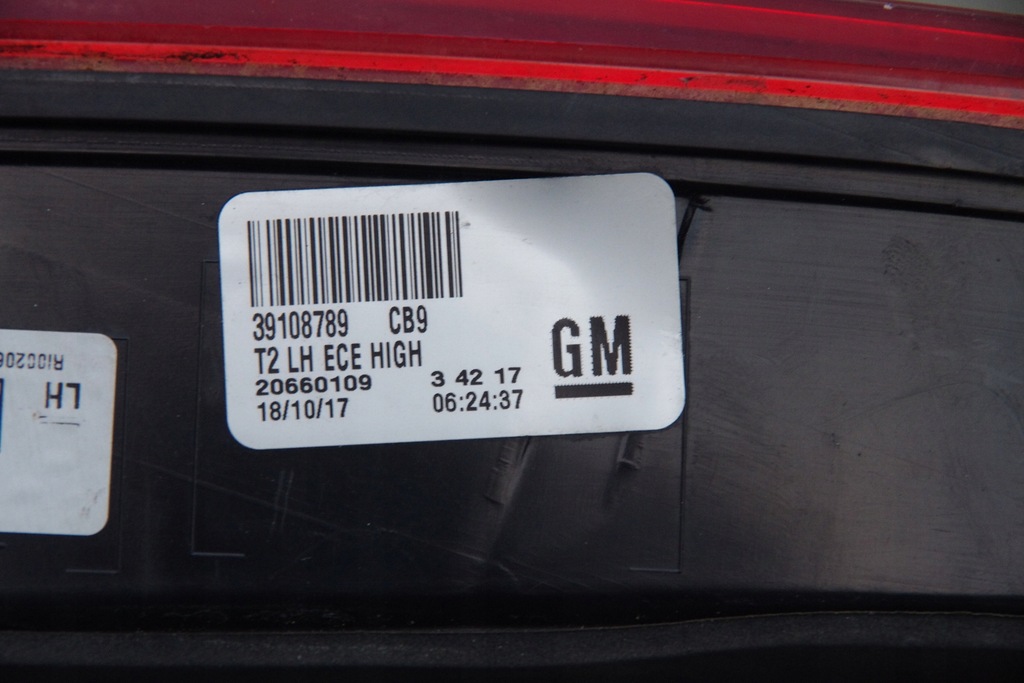 39108789 CB9
T2 LH ECE HIGH
20660109 3 42 17
18/10/17 06:24:37
GM
LH